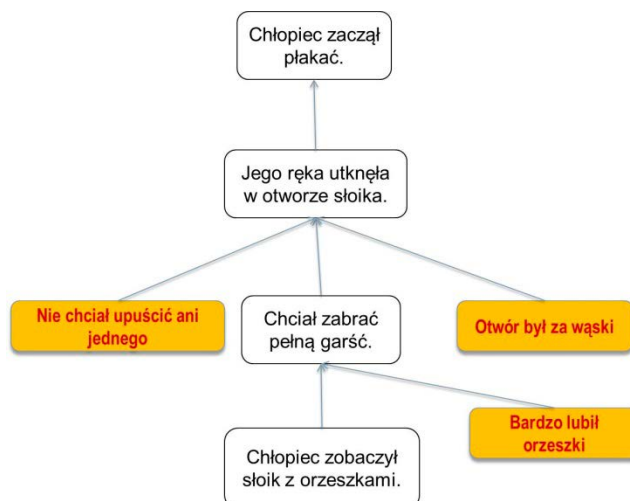 Chłopiec zaczął
płakać.
Jego ręka utknęła
w otworze słoika.
Nie chciał upuścić ani
jednego
Chciał zabrać
pełną garść.
Otwór był za wąski
Bardzo lubił
orzeszki
Chłopiec zobaczył
słoik z orzeszkami.